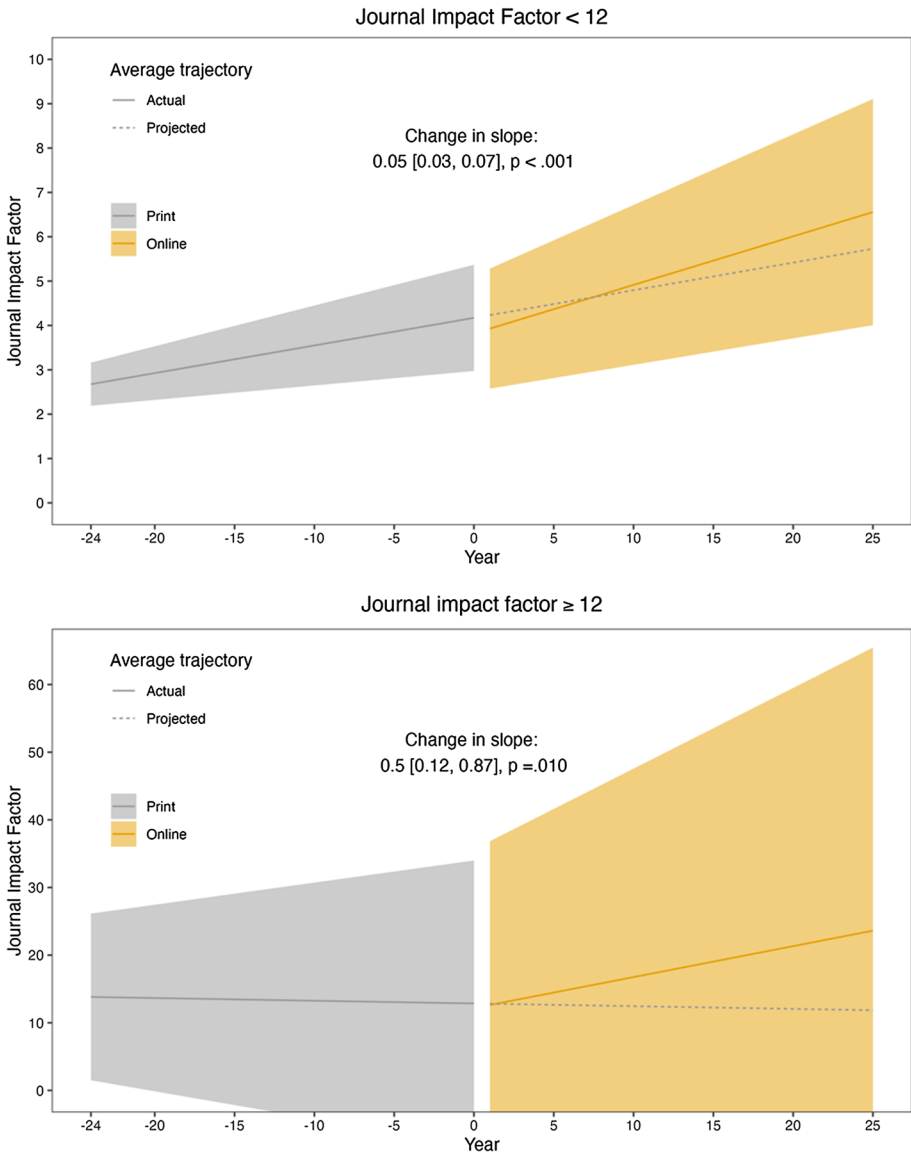 Journal Impact Factor < 12
10
9
8
7
6
5
4
3
2
1
0
Journal Impact Factor
Average trajectory
Actual
Projected
Print
Online
Change in slope:
0.05 [0.03, 0.07], p < .001
-24 -20 -15 -10 -5 0 5 10 15 20 25
Year
Journal impact factor ≥ 12
60
50
40
30
20
10
0
Journal Impact Factor
Average trajectory
Actual
Projected
Print
Online
Change in slope:
0.5 [0.12, 0.87], p =.010
-24 -20 -15 -10 -5 0 5 10 15 20 25
Year